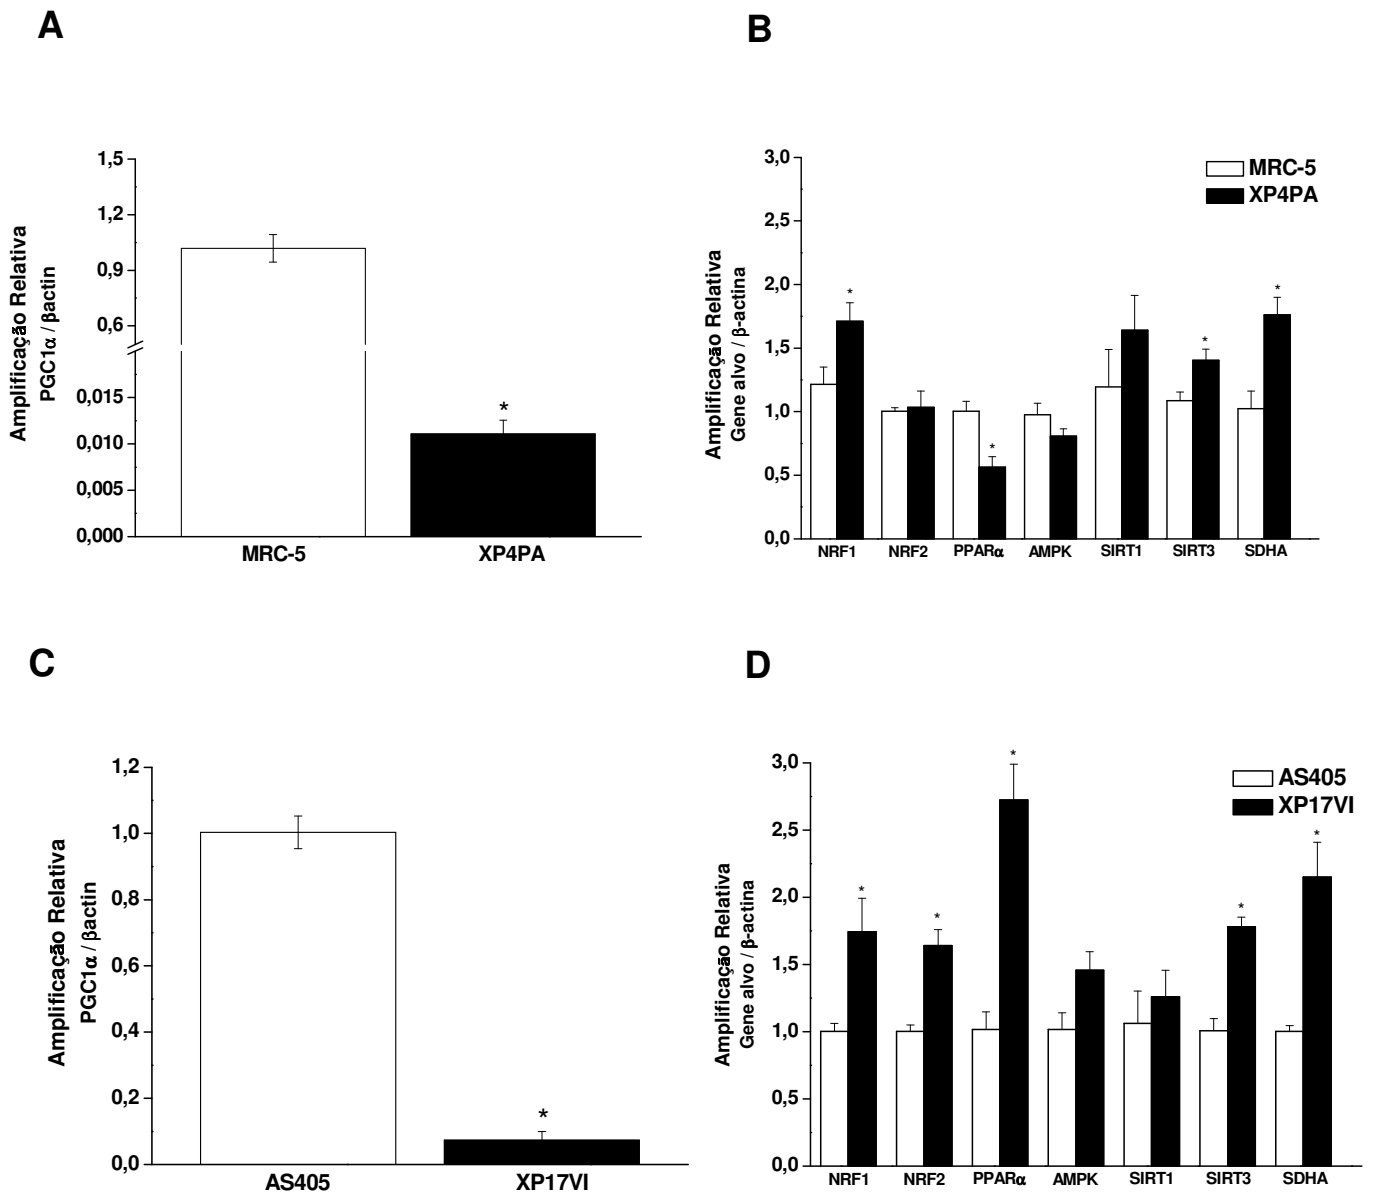 A
Amplificação Relativa
PGC1α / βactin
1,5
1,2
0,9
0,6
0,015
0,010
0,005
0,000
*
MRC-5 XP4PA
B
Amplificação Relativa
Gene alvo / β-actina
3,0
2,5
2,0
1,5
1,0
0,5
0,0
MRC-5
XP4PA
* * * *
NRF1 NRF2 PPARα AMPK SIRT1 SIRT3 SDHA
C
Amplificação Relativa
PGC1α / βactin
1,2
1,0
0,8
0,6
0,4
0,2
0,0
*
AS405 XP17VI
D
Amplificação Relativa
Gene alvo / β-actina
3,0
2,5
2,0
1,5
1,0
0,5
0,0
AS405
XP17VI
* * * * *
NRF1 NRF2 PPARα AMPK SIRT1 SIRT3 SDHA